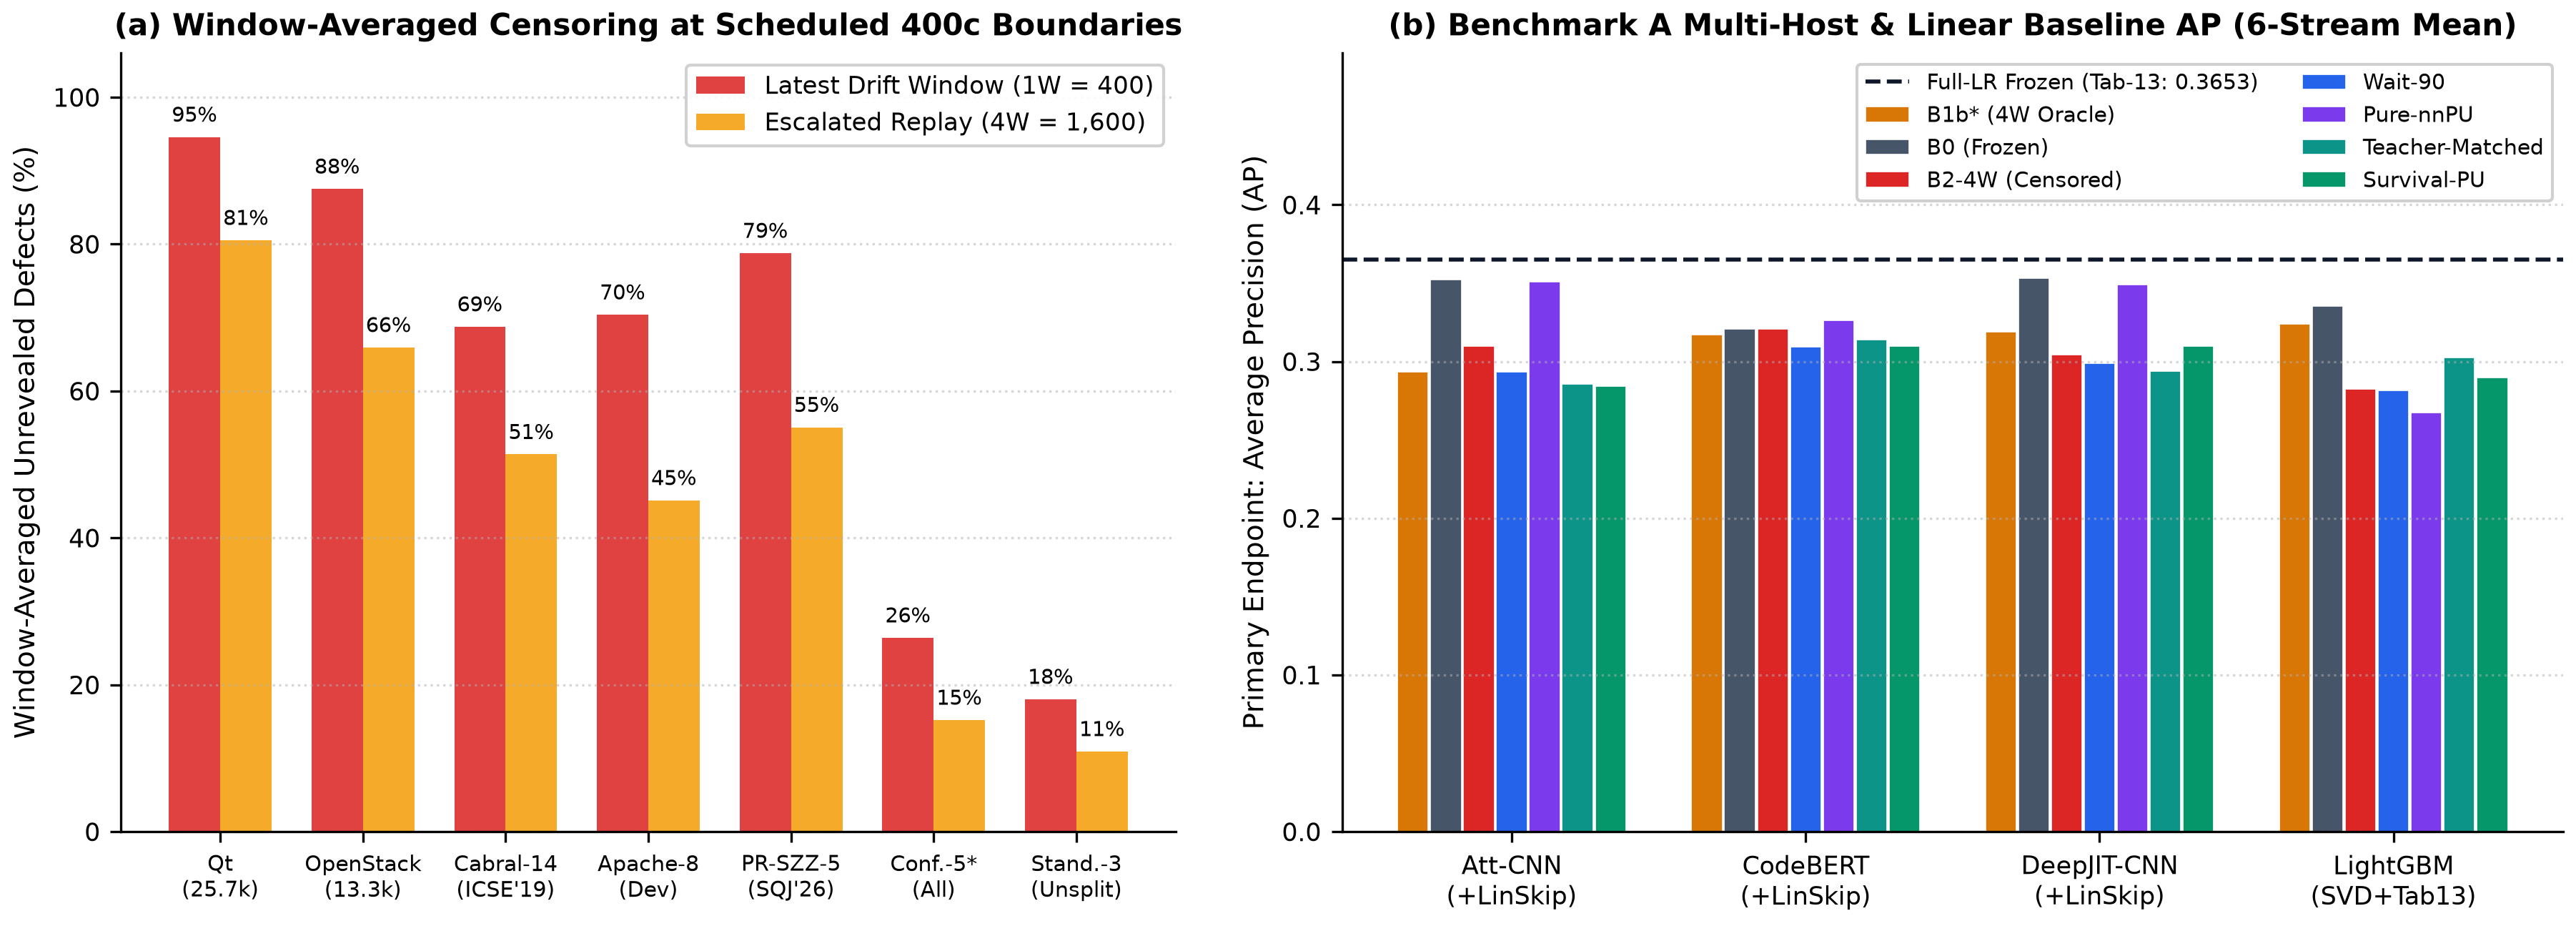 (a) Window-Averaged Censoring at Scheduled 400c Boundaries
Window-Averaged Unrevealed Defects (%)
100
80
60
40
20
0
Latest Drift Window (1W = 400)
Escalated Replay (4W = 1,600)
95%
81%
88%
66%
69%
51%
70%
45%
79%
55%
26%
15%
18%
11%
Qt
(25.7k)
OpenStack
(13.3k)
Cabral-14
(ICSE'19)
Apache-8
(Dev)
PR-SZZ-5
(SQJ'26)
Conf.-5*
(All)
Stand.-3
(Unsplit)
(b) Benchmark A Multi-Host & Linear Baseline AP (6-Stream Mean)
Primary Endpoint: Average Precision (AP)
0.4
0.3
0.2
0.1
0.0
Full-LR Frozen (Tab-13: 0.3653)
B1b* (4W Oracle)
B0 (Frozen)
B2-4W (Censored)
Wait-90
Pure-nnPU
Teacher-Matched
Survival-PU
Att-CNN
(+LinSkip)
CodeBERT
(+LinSkip)
DeepJIT-CNN
(+LinSkip)
LightGBM
(SVD+Tab13)